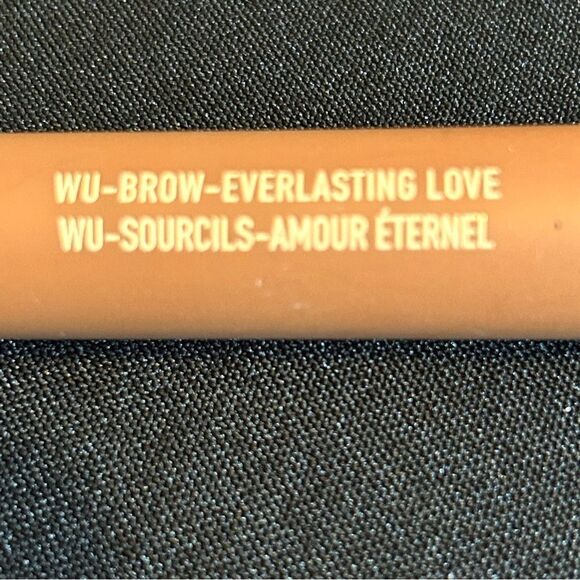 WU-BROW-EVERLASTING LOVE
WU-SOURCILS-AMOUR ÉTERNEL